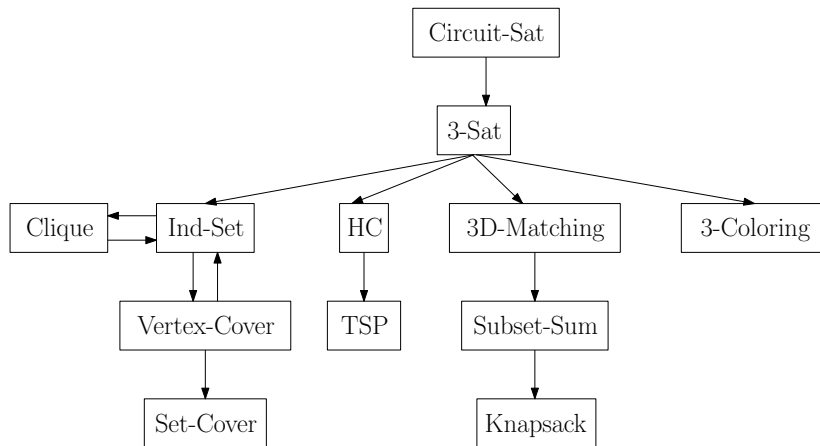 Circuit-Sat
3-Sat
Clique
Ind-Set
HC
3D-Matching
3-Coloring
Vertex-Cover
TSP
Subset-Sum
Set-Cover
Knapsack